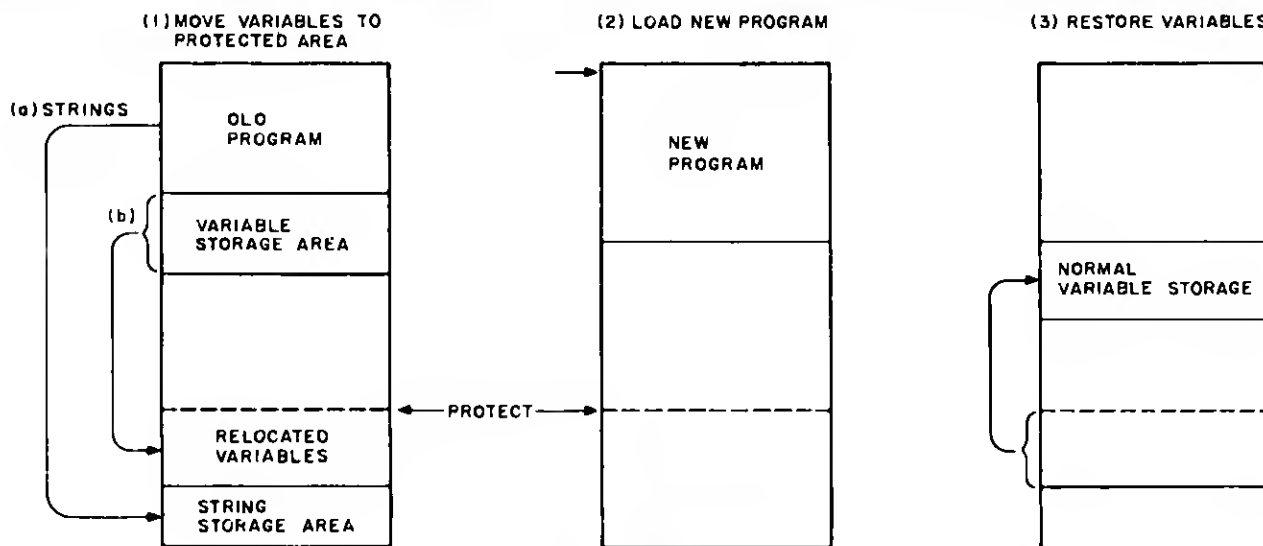 (1) MOVE VARIABLES TO
PROTECTED AREA
(2) LOAD NEW PROGRAM
(3) RESTORE VARIABLES
(a) STRINGS
OLD
PROGRAM
(b)
VARIABLE
STORAGE AREA
NEW
PROGRAM
NORMAL
VARIABLE STORAGE
PROTECT
RELOCATED
VARIABLES
STRING
STORAGE AREA